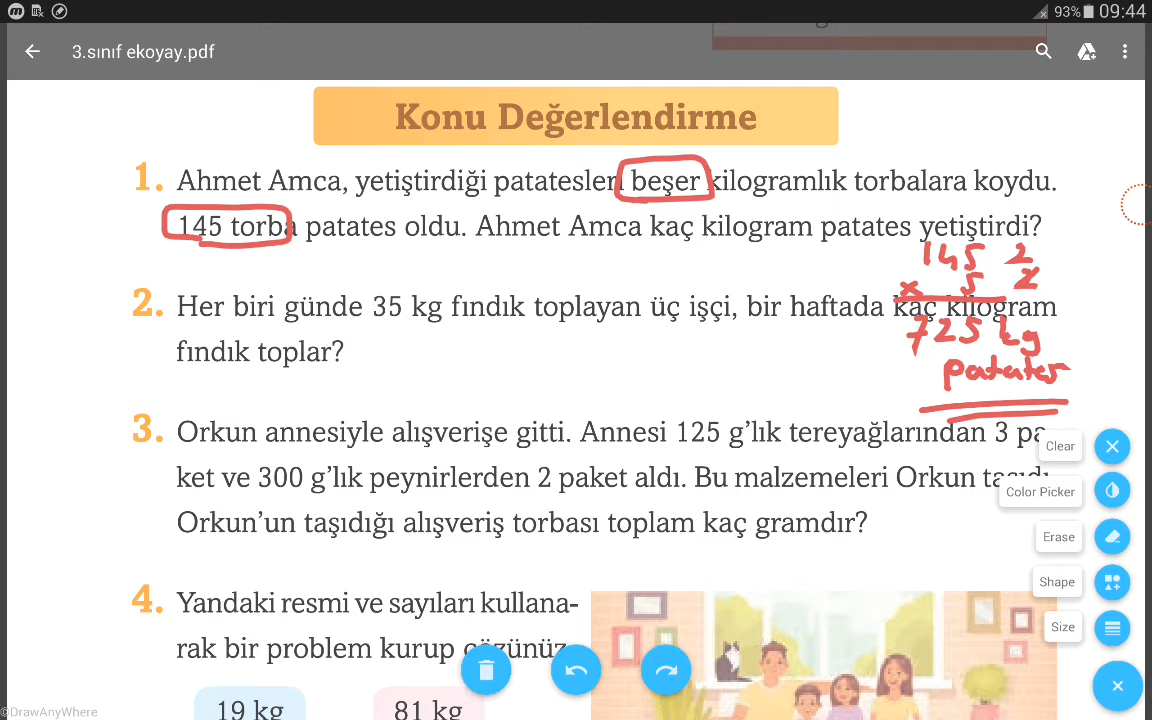 93% 09:44
3.sınıf ekoyay.pdf
Konu Değerlendirme
1. Ahmet Amca, yetiştirdiği patatesleri beşer kilogramlık torbalara koydu.
145 torba patates oldu. Ahmet Amca kaç kilogram patates yetiştirdi?
145 2
x 5 2
725 kg
patates
2. Her biri günde 35 kg fındık toplayan üç işçi, bir haftada kaç kilogram
fındık toplar?
3. Orkun annesiyle alışverişe gitti. Annesi 125 g’lık tereyağlarından 3 pa-
ket ve 300 g’lık peynirlerden 2 paket aldı. Bu malzemeleri Orkun taşıdı.
Orkun’un taşıdığı alışveriş torbası toplam kaç gramdır?
4. Yandaki resmi ve sayıları kullana-
rak bir problem kurup çözünüz.
19 kg 81 kg
Clear
Color Picker
Erase
Shape
Size
©DrawAnyWhere